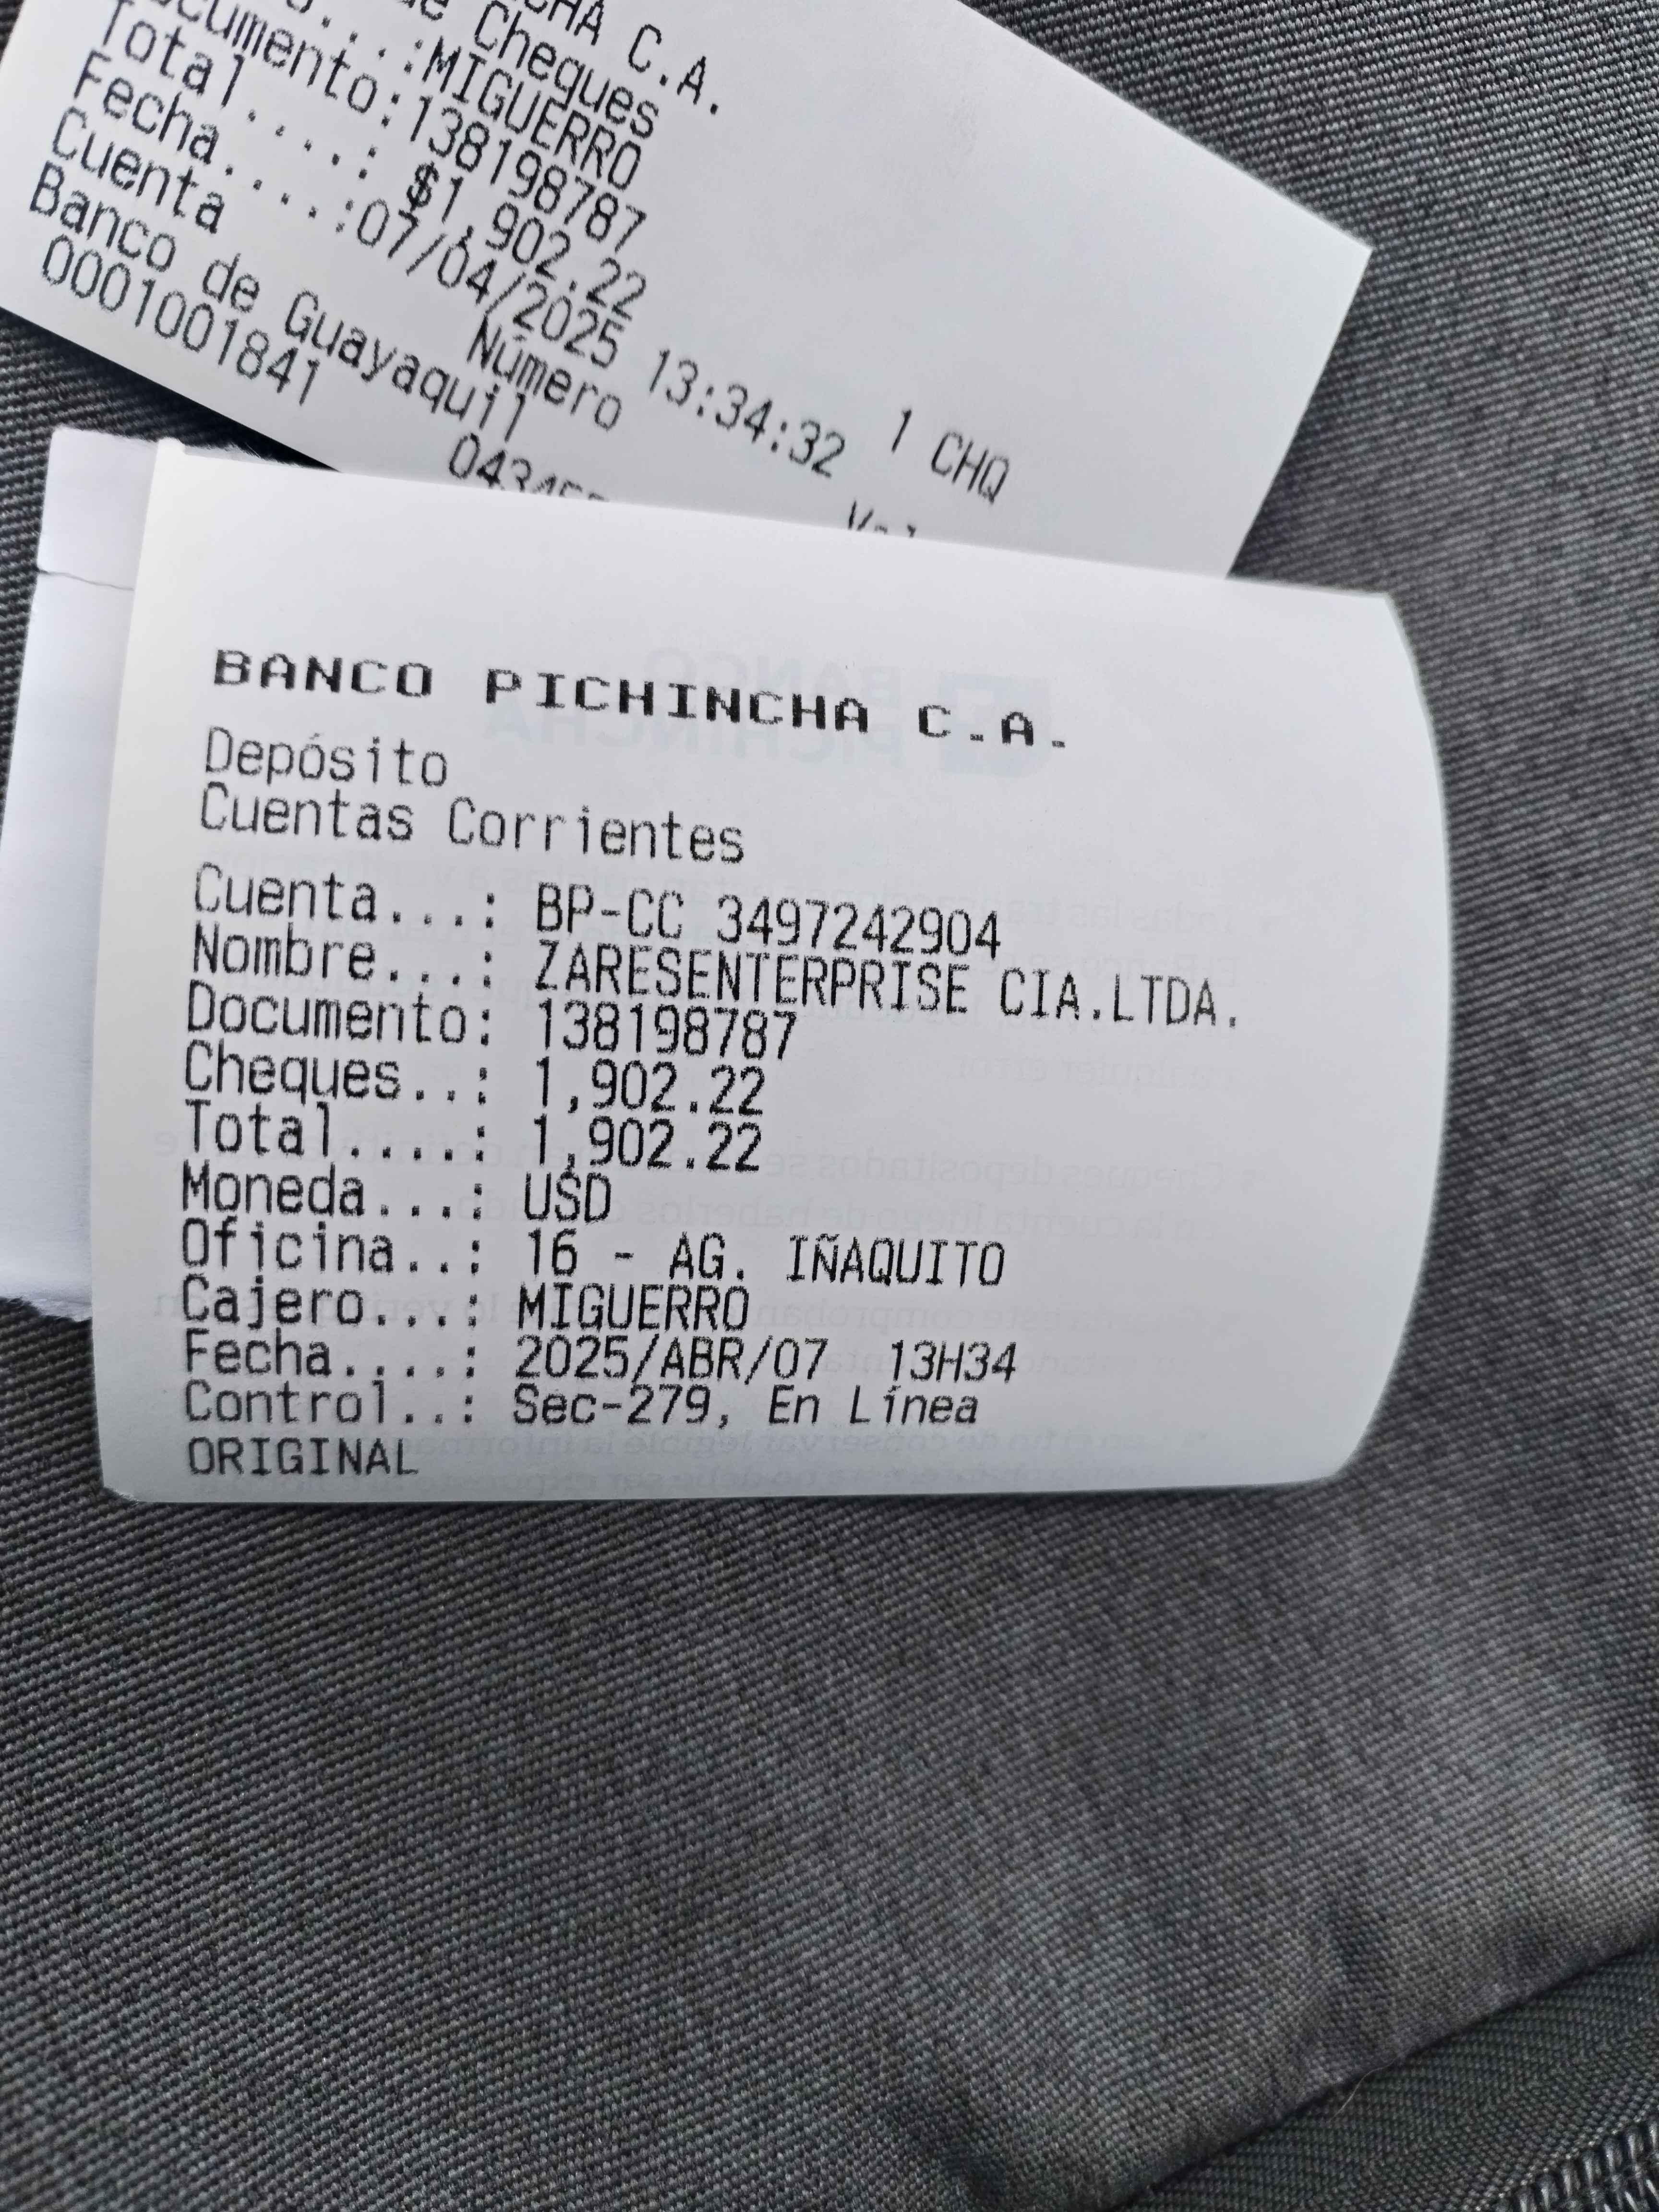 C.A.
de Cheques
:MIGUERRO
Documento:138198787
Total....: $1,902.22
Fecha....:07/04/2025 13:34:32 1 CHQ
Cuenta Número
Banco de Guayaquil
0001001841
BANCO PICHINCHA C.A.
Depósito
Cuentas Corrientes
Cuenta...: BP-CC 3497242904
Nombre...: ZARESENTERPRISE CIA.LTDA.
Documento: 138198787
Cheques..: 1,902.22
Total....: 1,902.22
Moneda...: USD
Oficina..: 16 - AG. IÑAQUITO
Cajero...: MIGUERRO
Fecha....: 2025/ABR/07 13H34
Control..: Sec-279, En Línea
ORIGINAL